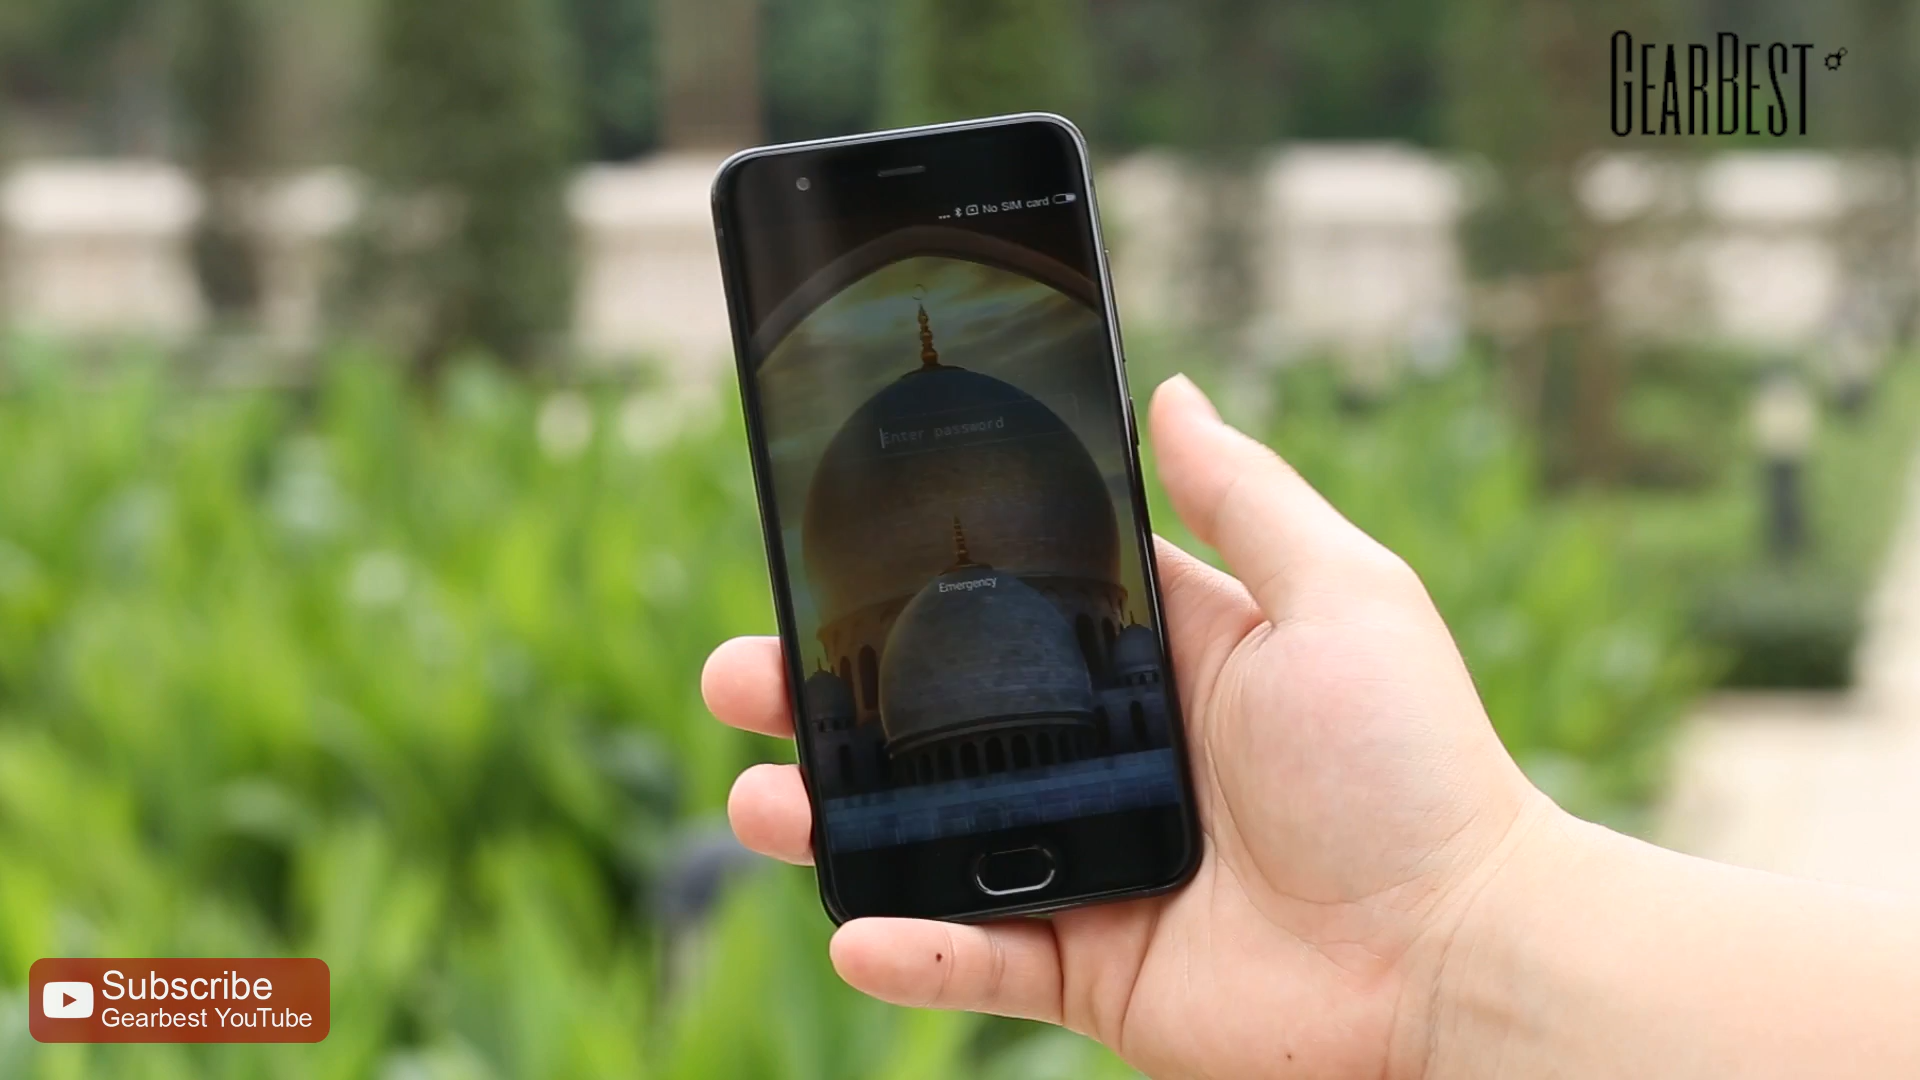 GEARBEST
... No SIM card
Enter password
Emergency
Subscribe
Gearbest YouTube